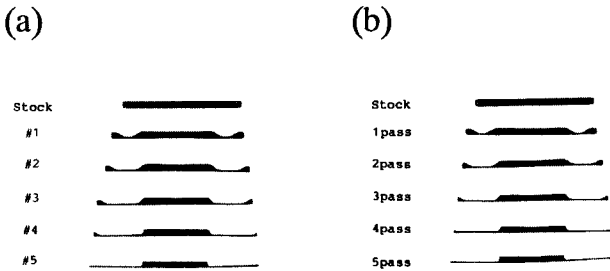 (a)
Stock
#1
#2
#3
#4
#5
(b)
Stock
1pass
2pass
3pass
4pass
5pass